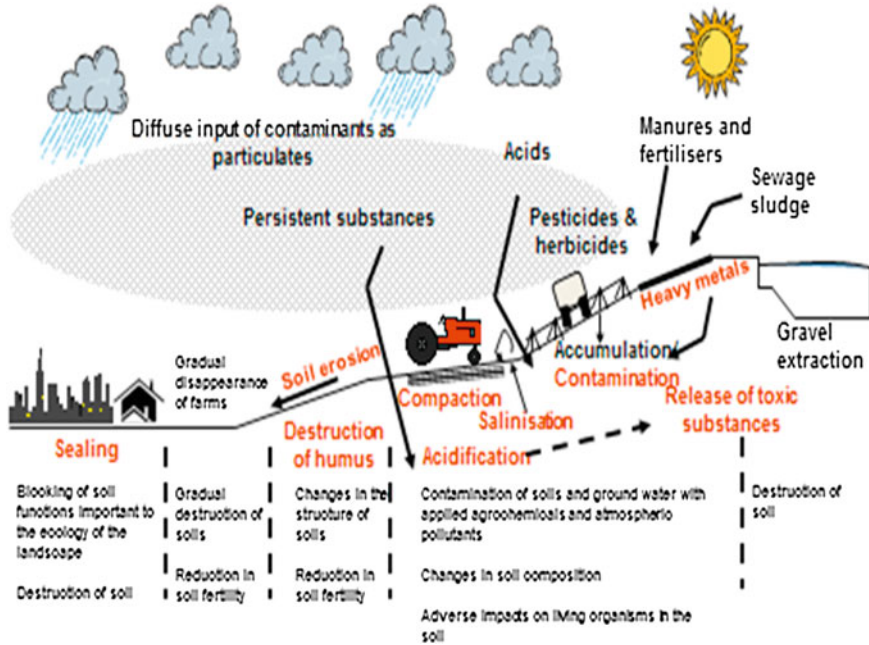 Diffuse input of contaminants as
particulates
Acids
Manures and
fertilisers
Sewage
sludge
Persistent substances
Pesticides &
herbicides
Heavy metals
Gravel
extraction
Gradual
disappearance
of farms
Soil erosion
Compaction
Salinisation
Accumulation/
Contamination
Release of toxic
substances
Sealing
Destruction
of humus
Acidification
Blooking of soil
functions important to
the ecology of the
landscape
Destruction of soil
Gradual
destruction of
soils
Reduction in
soil fertility
Changes in the
structure of
soils
Reduction in
soil fertility
Contamination of soils and ground water with
applied agrochemicals and atmospheric
pollutants
Changes in soil composition
Adverse impacts on living organisms in the
soil
Destruction of
soil